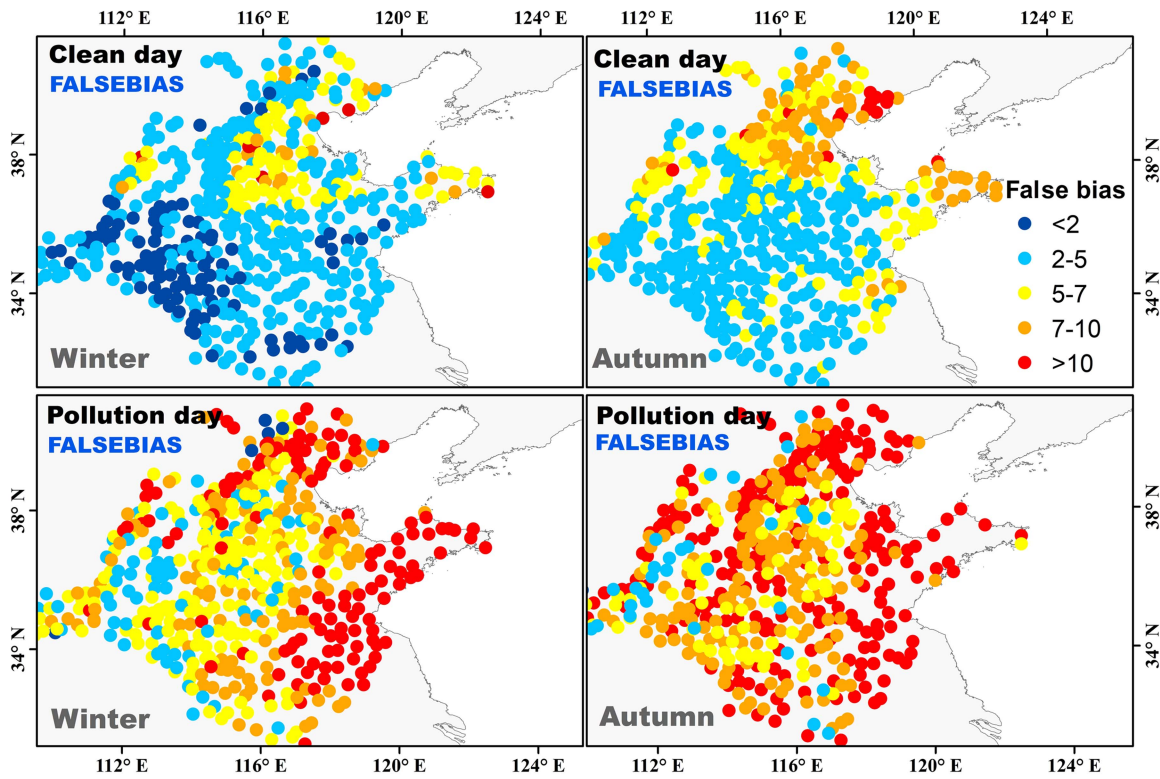 112° E 116° E 120° E 124° E 112° E 116° E 120° E 124° E
Clean day
FALSEBIAS
Winter
38° N
34° N
Clean day
FALSEBIAS
Autumn
False bias
<2
2-5
5-7
7-10
>10
38° N
34° N
Pollution day
FALSEBIAS
Winter
38° N
34° N
Pollution day
FALSEBIAS
Autumn
38° N
34° N
112° E 116° E 120° E 124° E 112° E 116° E 120° E 124° E